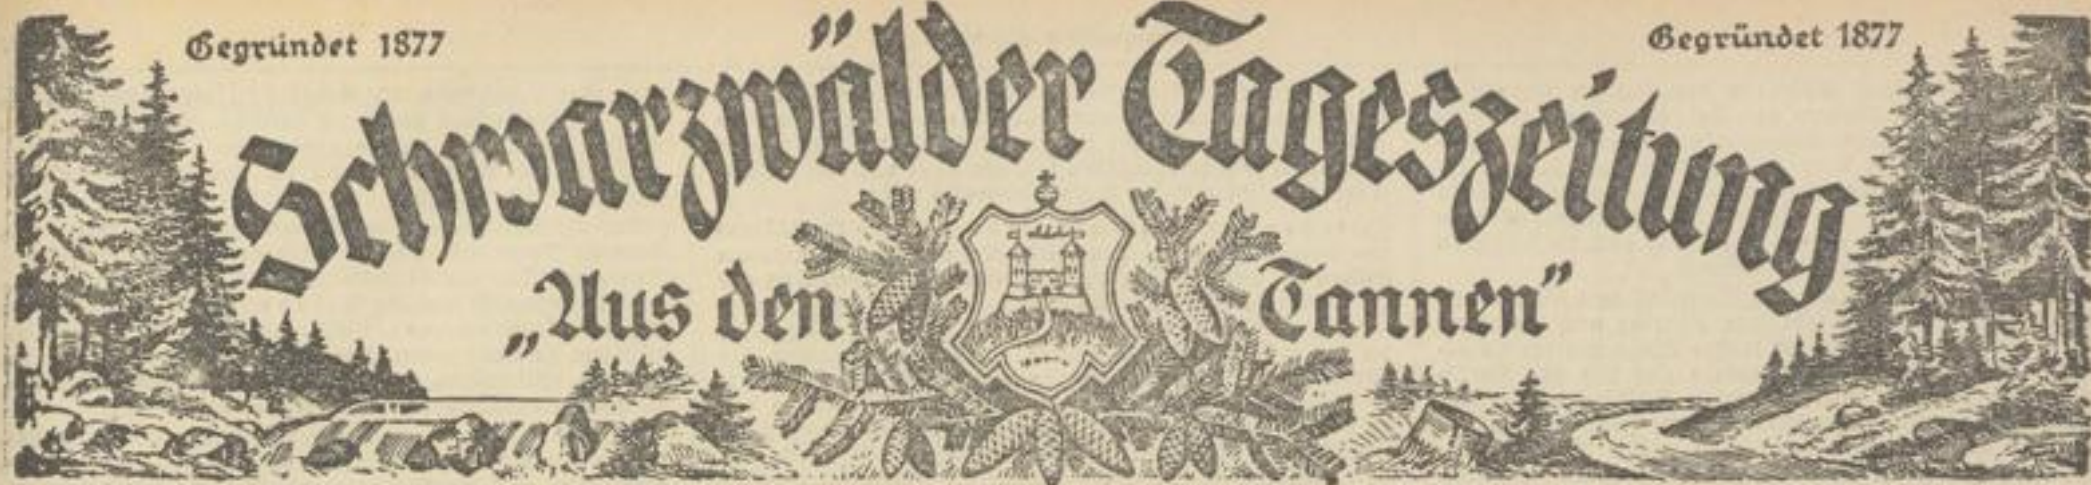 Gegründet 1877
Gegründet 1877
Schwarzwälder Tageszeitung
„Aus den Tannen“